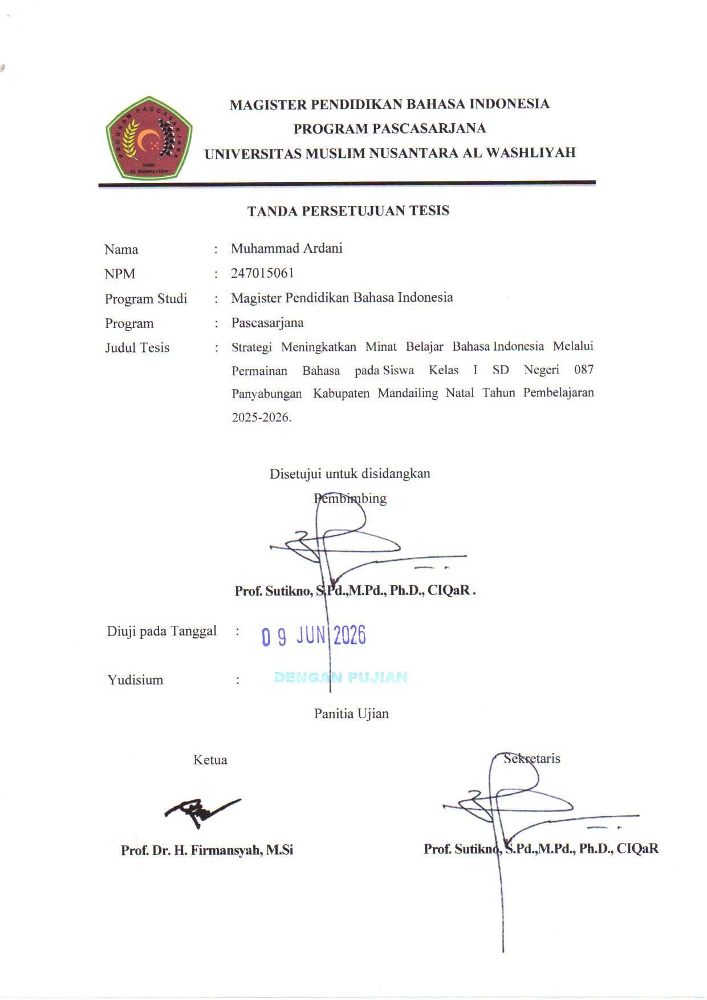 PROGRAM PASCASARJANA
UMN
AL WASHLIYAH
MAGISTER PENDIDIKAN BAHASA INDONESIA
PROGRAM PASCASARJANA
UNIVERSITAS MUSLIM NUSANTARA AL WASHLIYAH
TANDA PERSETUJUAN TESIS
Nama : Muhammad Ardani
NPM : 247015061
Program Studi : Magister Pendidikan Bahasa Indonesia
Program : Pascasarjana
Judul Tesis : Strategi Meningkatkan Minat Belajar Bahasa Indonesia Melalui
Permainan Bahasa pada Siswa Kelas I SD Negeri 087
Panyabungan Kabupaten Mandailing Natal Tahun Pembelajaran
2025-2026.
Disetujui untuk disidangkan
Pembimbing
Prof. Sutikno, S.Pd.,M.Pd., Ph.D., CIQaR .
Diuji pada Tanggal : 09 JUN 2026
Yudisium : DENGAN PUJIAN
Panitia Ujian
Ketua Sekretaris
Prof. Dr. H. Firmansyah, M.Si Prof. Sutikno, S.Pd.,M.Pd., Ph.D., CIQaR